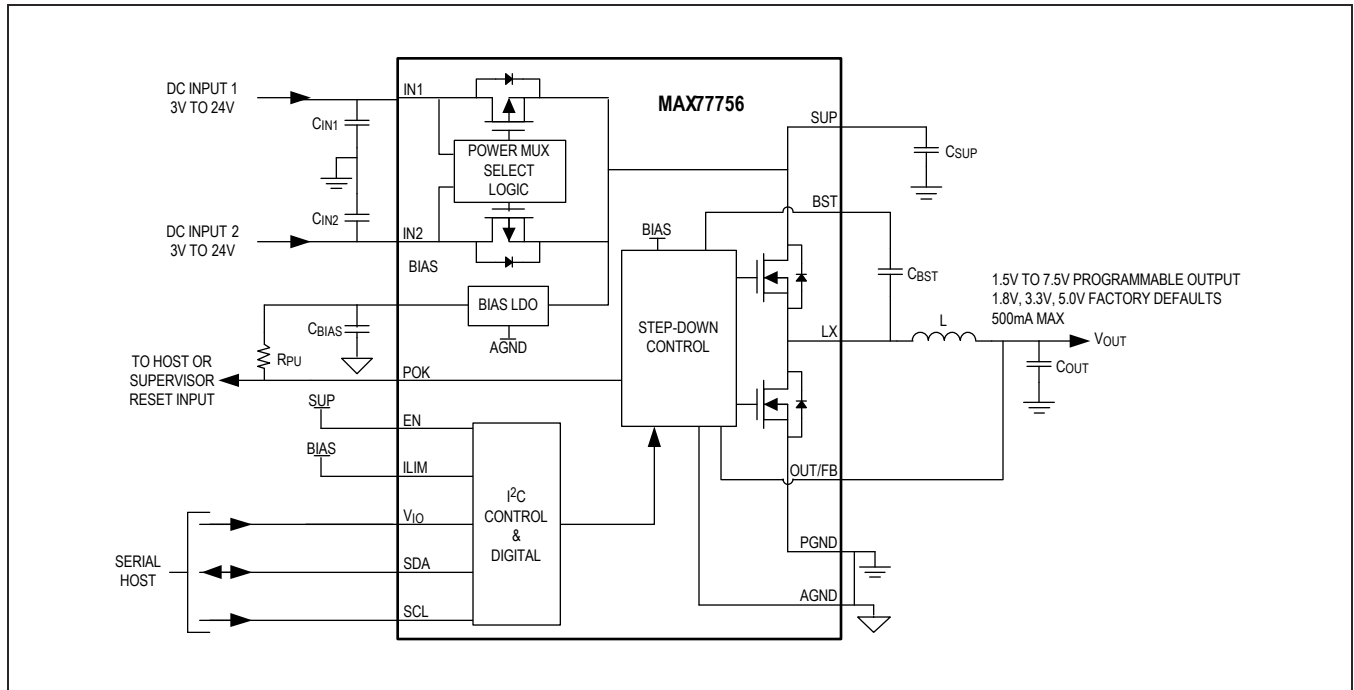 DC INPUT 1
3V TO 24V
CIN1
CIN2
DC INPUT 2
3V TO 24V
IN1
IN2
BIAS
POWER MUX
SELECT
LOGIC
MAX77756
SUP
CSUP
BST
CBST
BIAS
STEP-DOWN
CONTROL
BIAS LDO
AGND
CBIAS
RPU
TO HOST OR
SUPERVISOR
RESET INPUT
POK
SUP
EN
BIAS
ILIM
I2C
CONTROL
&
DIGITAL
VIO
SDA
SCL
SERIAL
HOST
1.5V TO 7.5V PROGRAMMABLE OUTPUT
1.8V, 3.3V, 5.0V FACTORY DEFAULTS
500mA MAX
LX
L
VOUT
COUT
OUT/FB
PGND
AGND